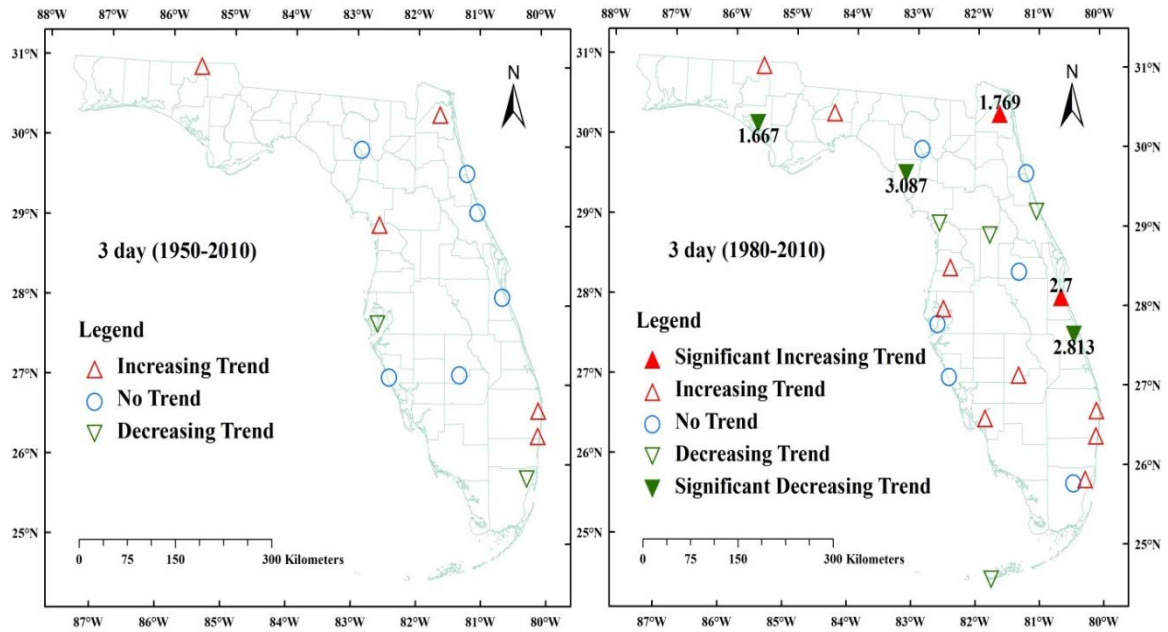 88°W 87°W 86°W 85°W 84°W 83°W 82°W 81°W 80°W
31°N
30°N
29°N
28°N
27°N
26°N
25°N
N
3 day (1950-2010)
Legend
Increasing Trend
No Trend
Decreasing Trend
0 75 150 300 Kilometers
87°W 86°W 85°W 84°W 83°W 82°W 81°W 80°W
88°W 87°W 86°W 85°W 84°W 83°W 82°W 81°W 80°W
31°N
30°N
29°N
28°N
27°N
26°N
25°N
N
1.769
1.667
3.087
3 day (1980-2010)
2.7
2.813
Legend
Significant Increasing Trend
Increasing Trend
No Trend
Decreasing Trend
Significant Decreasing Trend
0 75 150 300 Kilometers
87°W 86°W 85°W 84°W 83°W 82°W 81°W 80°W